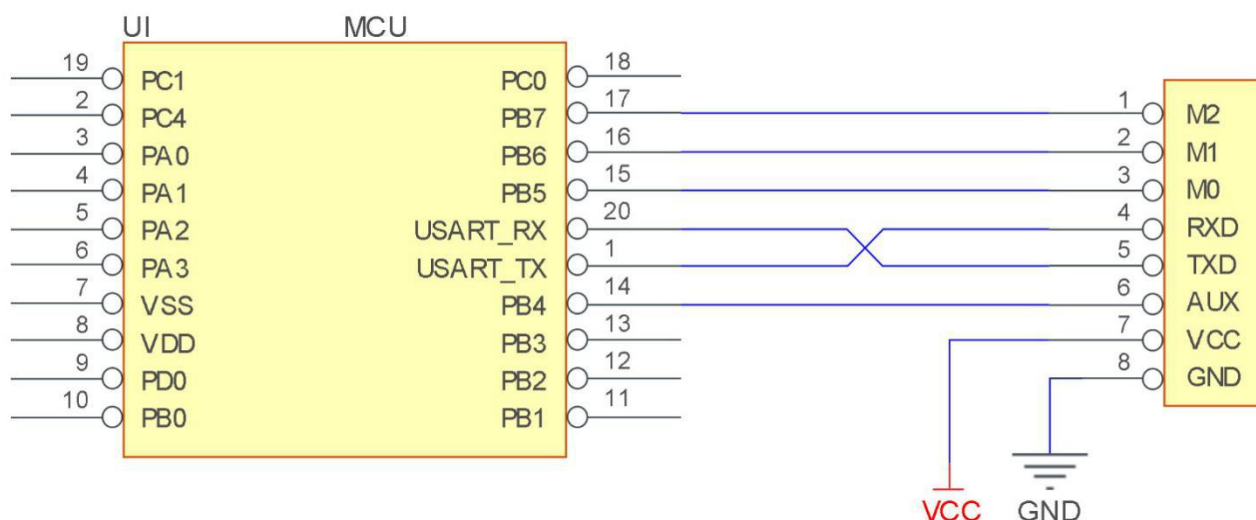 UI MCU
19 PC1 PC0 18
2 PC4 PB7 17 1 M2
3 PA0 PB6 16 2 M1
4 PA1 PB5 15 3 M0
5 PA2 USART_RX 20 4 RXD
6 PA3 USART_TX 1 5 TXD
7 VSS PB4 14 6 AUX
8 VDD PB3 13 7 VCC
9 PD0 PB2 12 8 GND
10 PB0 PB1 11
VCC GND